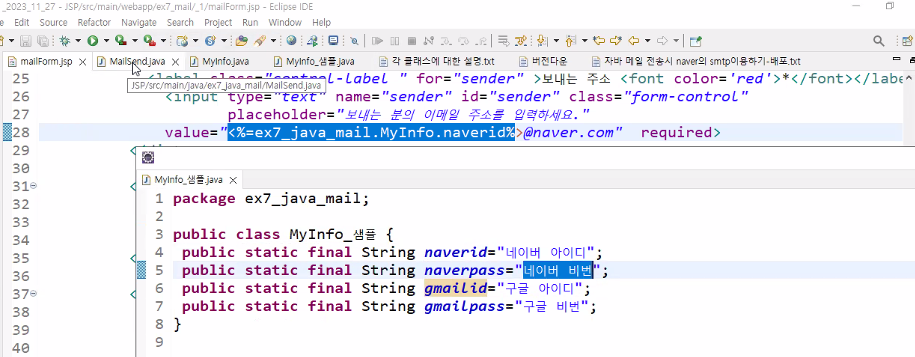 _2023_11_27 - JSP/src/main/webapp/ex7_mail/_1/mailForm.jsp - Eclipse IDE
Edit Source Refactor Navigate Search Project Run Window Help
mailForm.jsp MailSend.java MyInfo.java MyInfo_샘플.java 각 클래스에 대한 설명.txt 버전다운 자바 메일 전송시 naver의 smtp이용하기-배포.txt
25 <label class="control-label " for="sender" >보내는 주소 <font color='red'>*</font></labe
JSP/src/main/java/ex7_java_mail/MailSend.java
26 <input type="text" name="sender" id="sender" class="form-control"
27 placeholder="보내는 분의 이메일 주소를 입력하세요."
28 value="<%=ex7_java_mail.MyInfo.naverid%>@naver.com" required>
29
30
31
32
33
34
35
36
37
38
39
40
MyInfo_샘플.java
1 package ex7_java_mail;
2
3 public class MyInfo_샘플 {
4 public static final String naverid="네이버 아이디";
5 public static final String naverpass="네이버 비번";
6 public static final String gmailid="구글 아이디";
7 public static final String gmailpass="구글 비번";
8 }
9